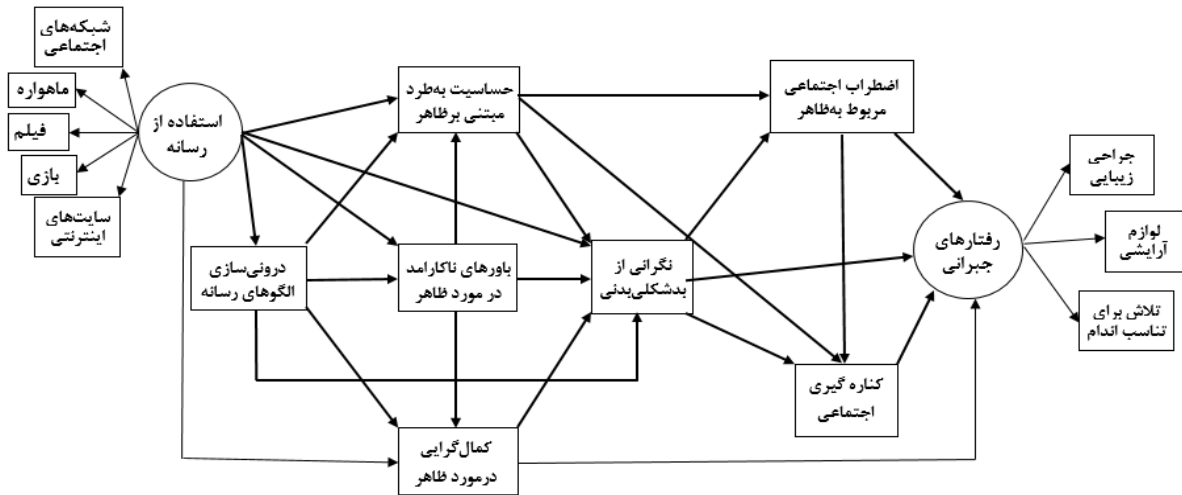 شبکه‌های
اجتماعی
ماهواره
فیلم
بازی
سایت‌های
اینترنتی
استفاده از
رسانه
حساسیت به‌طرد
مبتنی برظاهر
اضطراب اجتماعی
مربوط به‌ظاهر
درونی‌سازی
الگوهای رسانه
باورهای ناکارامد
در مورد ظاهر
نگرانی از
بدشکلی‌بدنی
رفتارهای
جبرانی
جراحی
زیبایی
لوازم
آرایشی
تلاش برای
تناسب اندام
کناره گیری
اجتماعی
کمال‌گرایی
درمورد ظاهر